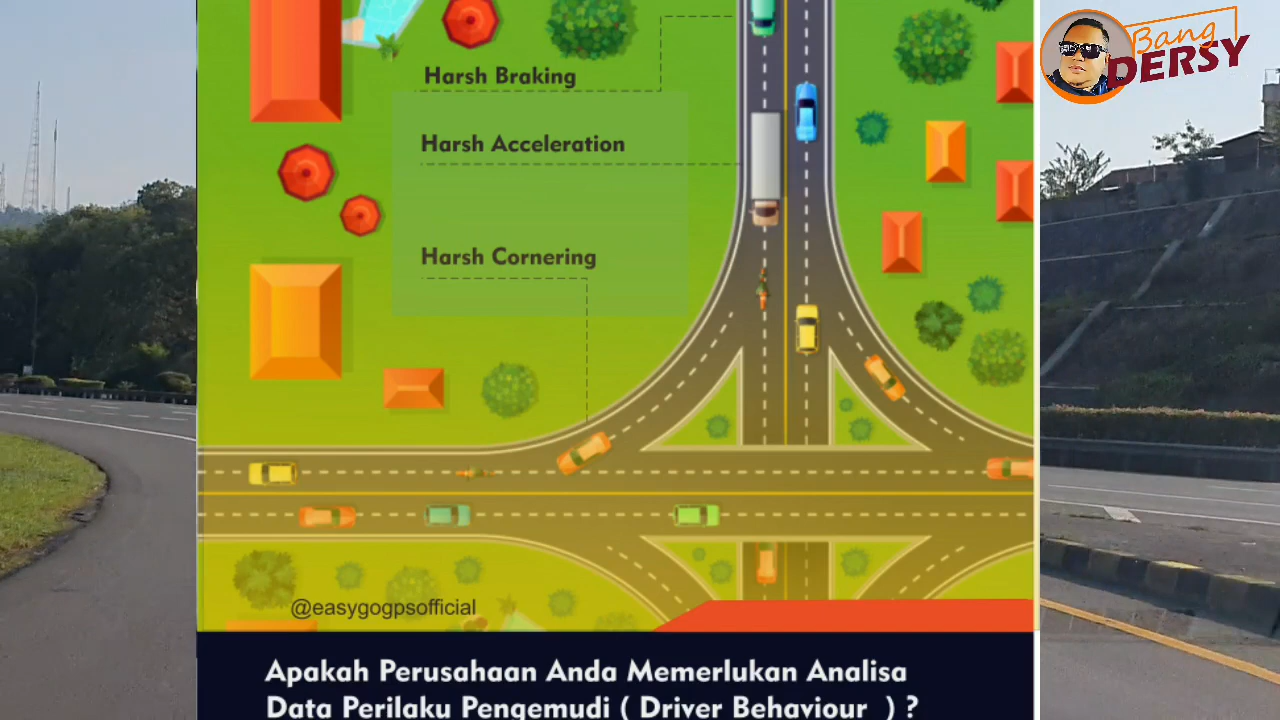 Bang
DERSY
Harsh Braking
Harsh Acceleration
Harsh Cornering
@easygogpsofficial
Apakah Perusahaan Anda Memerlukan Analisa
Data Perilaku Pengemudi ( Driver Behaviour ) ?